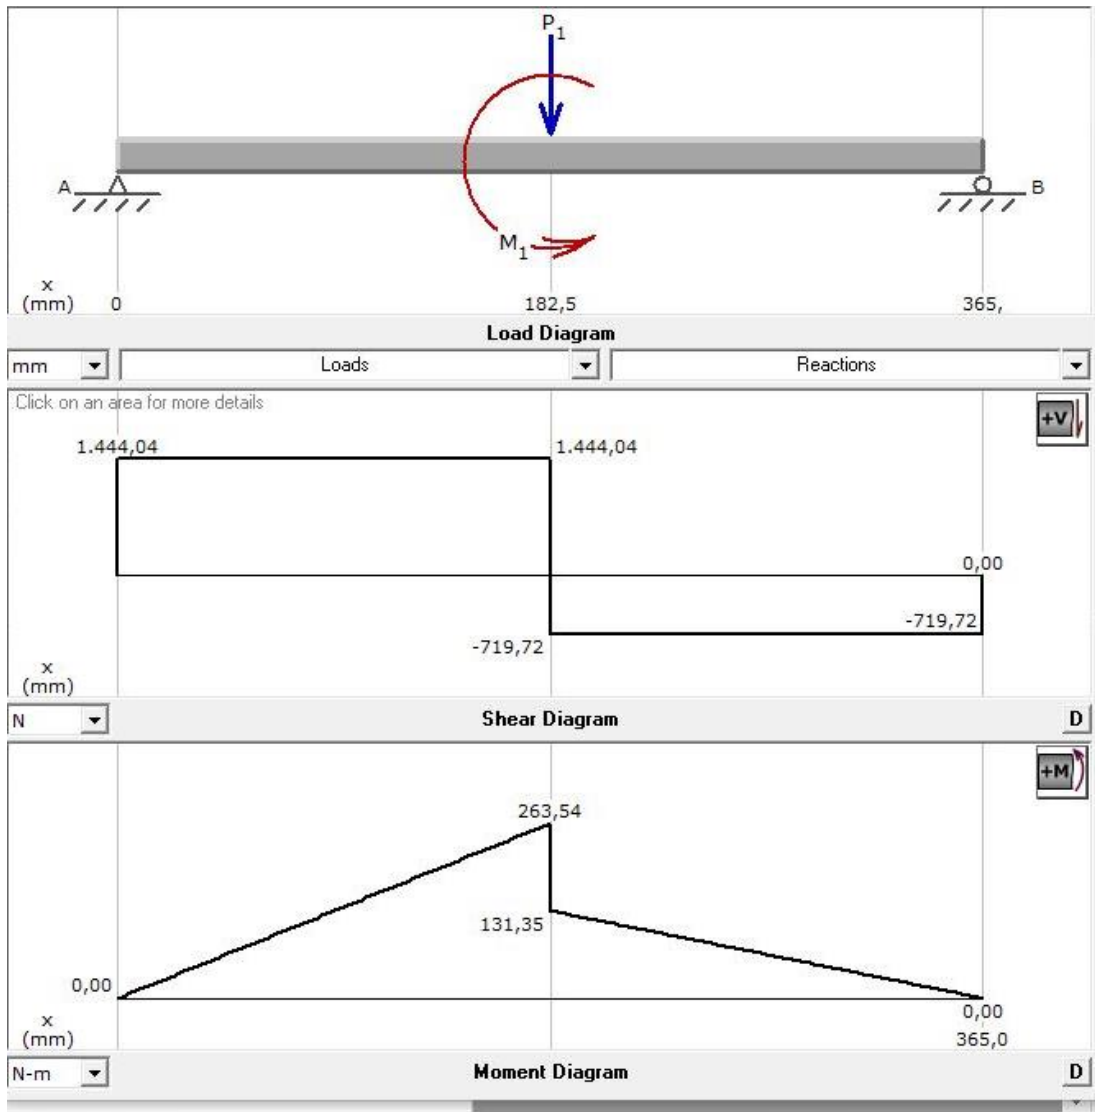 P1
A
B
M1
x
(mm) 0 182,5 365,
Load Diagram
mm Loads Reactions
Click on an area for more details
+V
1.444,04 1.444,04
0,00
-719,72
-719,72
x
(mm)
N Shear Diagram D
+M
263,54
131,35
0,00
0,00
x
(mm) 365,0
N-m Moment Diagram D